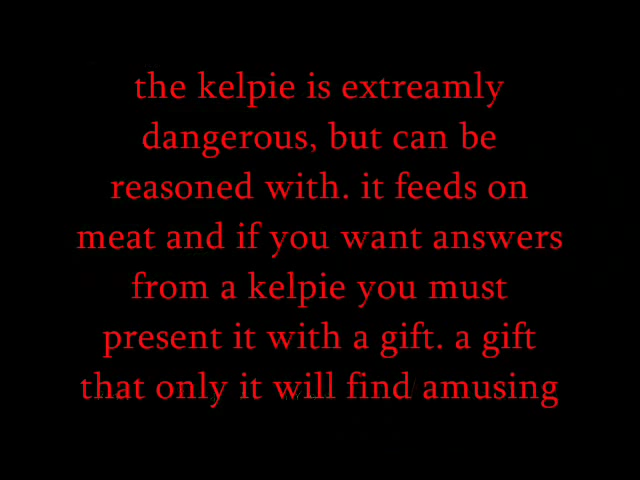 the kelpie is extreamly
dangerous, but can be
reasoned with. it feeds on
meat and if you want answers
from a kelpie you must
present it with a gift. a gift
that only it will find amusing